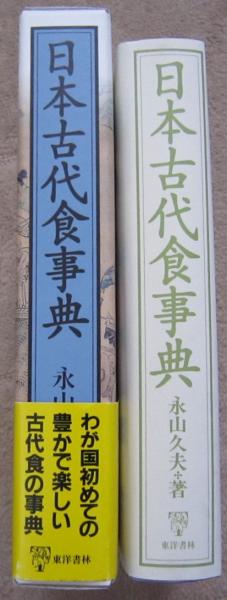 日本古代食事典
永山
わが国初めての
豊かで楽しい
古代食の事典
東洋書林
日本古代食事典
永山久夫✢著
東洋書林